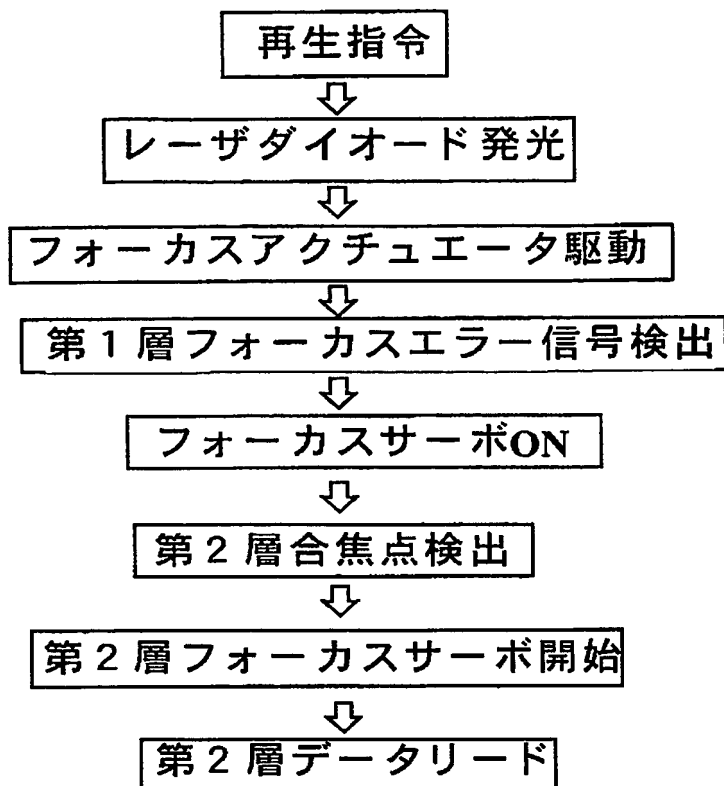 再生指令
レーザダイオード発光
フォーカスアクチュエータ駆動
第1層フォーカスエラー信号検出
フォーカスサーボON
第2層合焦点検出
第2層フォーカスサーボ開始
第2層データリード